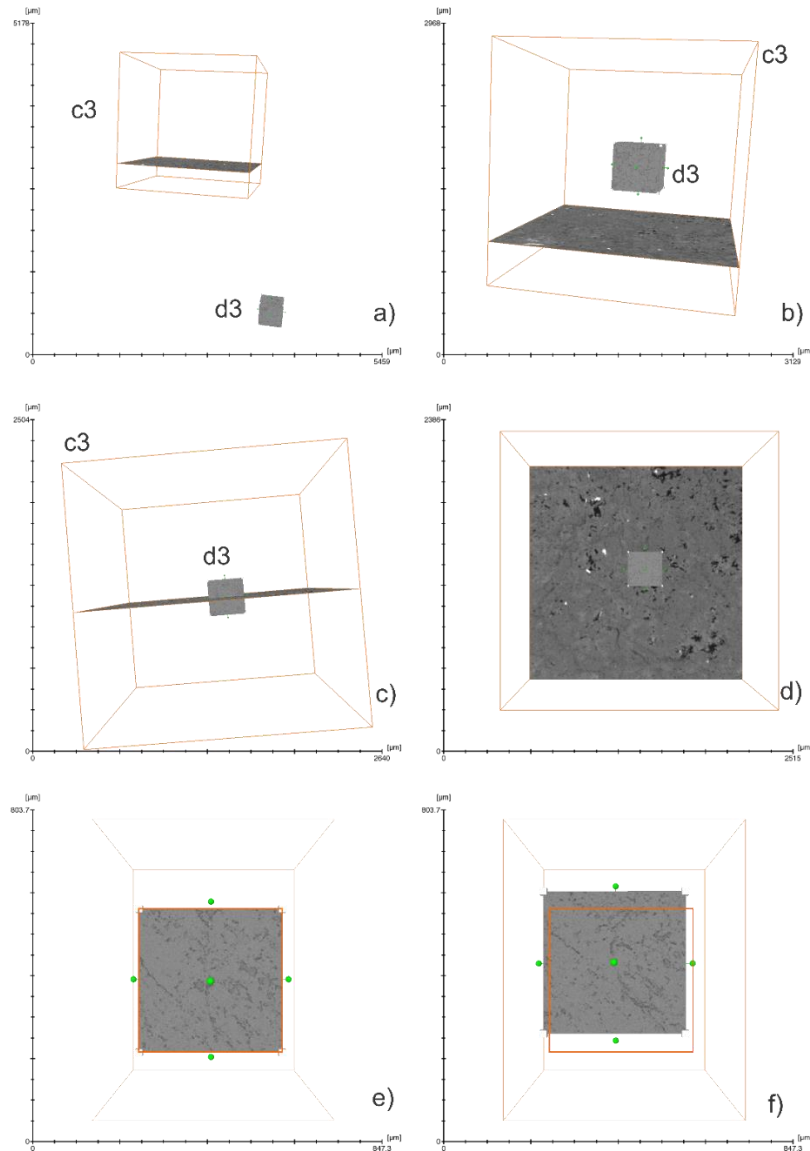 [µm]
5178
c3
d3
a)
0
0
5459
[µm]
[µm]
2968
c3
d3
b)
0
0
3129
[µm]
[µm]
2504
c3
d3
c)
0
0
2640
[µm]
[µm]
2386
d)
0
0
2515
[µm]
[µm]
803.7
e)
0
0
847.3
[µm]
[µm]
803.7
f)
0
0
847.3
[µm]